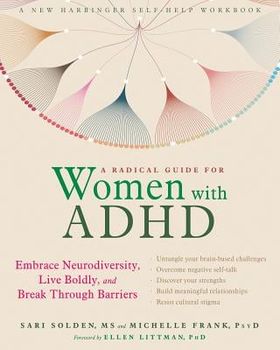 A NEW HARBINGER SELF-HELP WORKBOOK
A RADICAL GUIDE FOR
Women with
ADHD
Embrace Neurodiversity,
Live Boldly, and
Break Through Barriers
· Untangle your brain-based challenges
· Overcome negative self-talk
· Discover your strengths
· Build meaningful relationships
· Resist cultural stigma
SARI SOLDEN, MS and MICHELLE FRANK, PSYD
Foreword by ELLEN LITTMAN, PHD